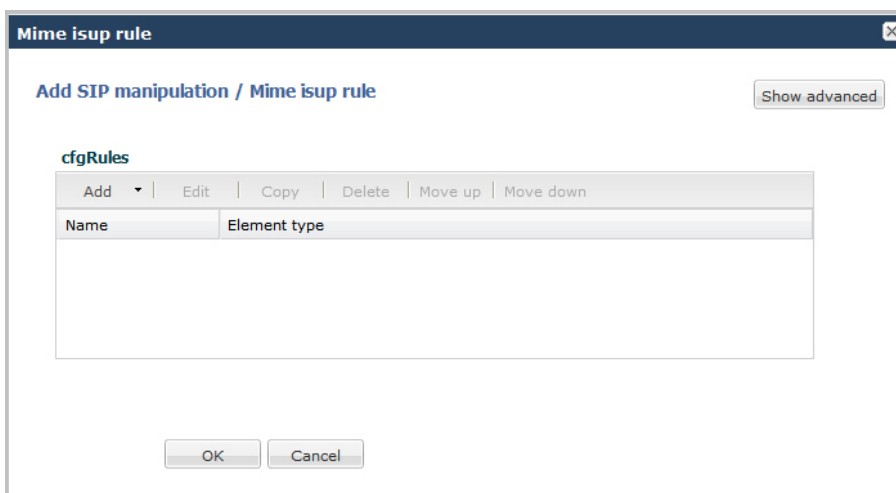 Mime isup rule
Add SIP manipulation / Mime isup rule
Show advanced
cfgRules
Add Edit Copy Delete Move up Move down
Name Element type
OK Cancel